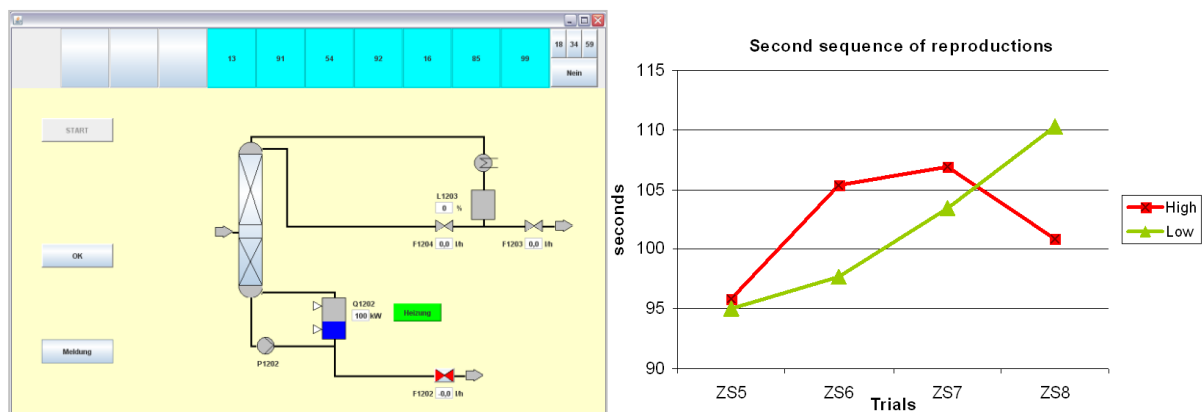 13 91 54 92 16 85 99
18 34 59
Nein
START
OK
Meldung
L1203
0 %
F1204 0,0 l/h
F1203 0,0 l/h
Q1202
100 kW
Heizung
P1202
F1202 -0,0 l/h
Second sequence of reproductions
115
110
105
100
95
90
seconds
ZS5 ZS6 ZS7 ZS8
Trials
High
Low